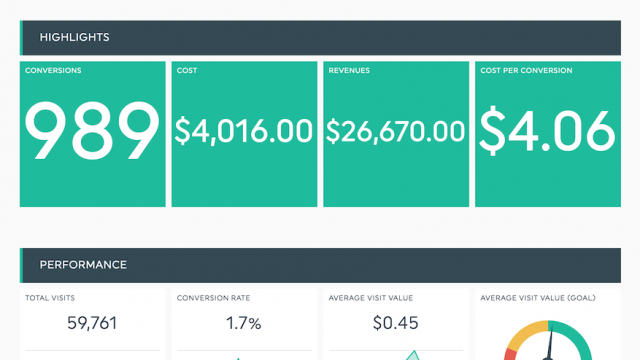 HIGHLIGHTS
CONVERSIONS
COST
REVENUES
COST PER CONVERSION
989
$4,016.00
$26,670.00
$4.06
PERFORMANCE
TOTAL VISITS
CONVERSION RATE
AVERAGE VISIT VALUE
AVERAGE VISIT VALUE (GOAL)
59,761
1.7%
$0.45